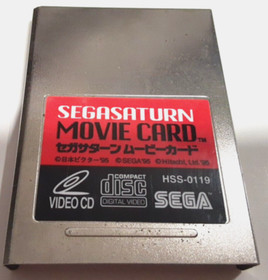 SEGASATURN
MOVIE CARD™
セガサターン ムービーカード
©日本ビクター'95 ©SEGA'95 ©Hitachi, Ltd.'95
VIDEO CD
COMPACT
disc
DIGITAL VIDEO
HSS-0119
SEGA